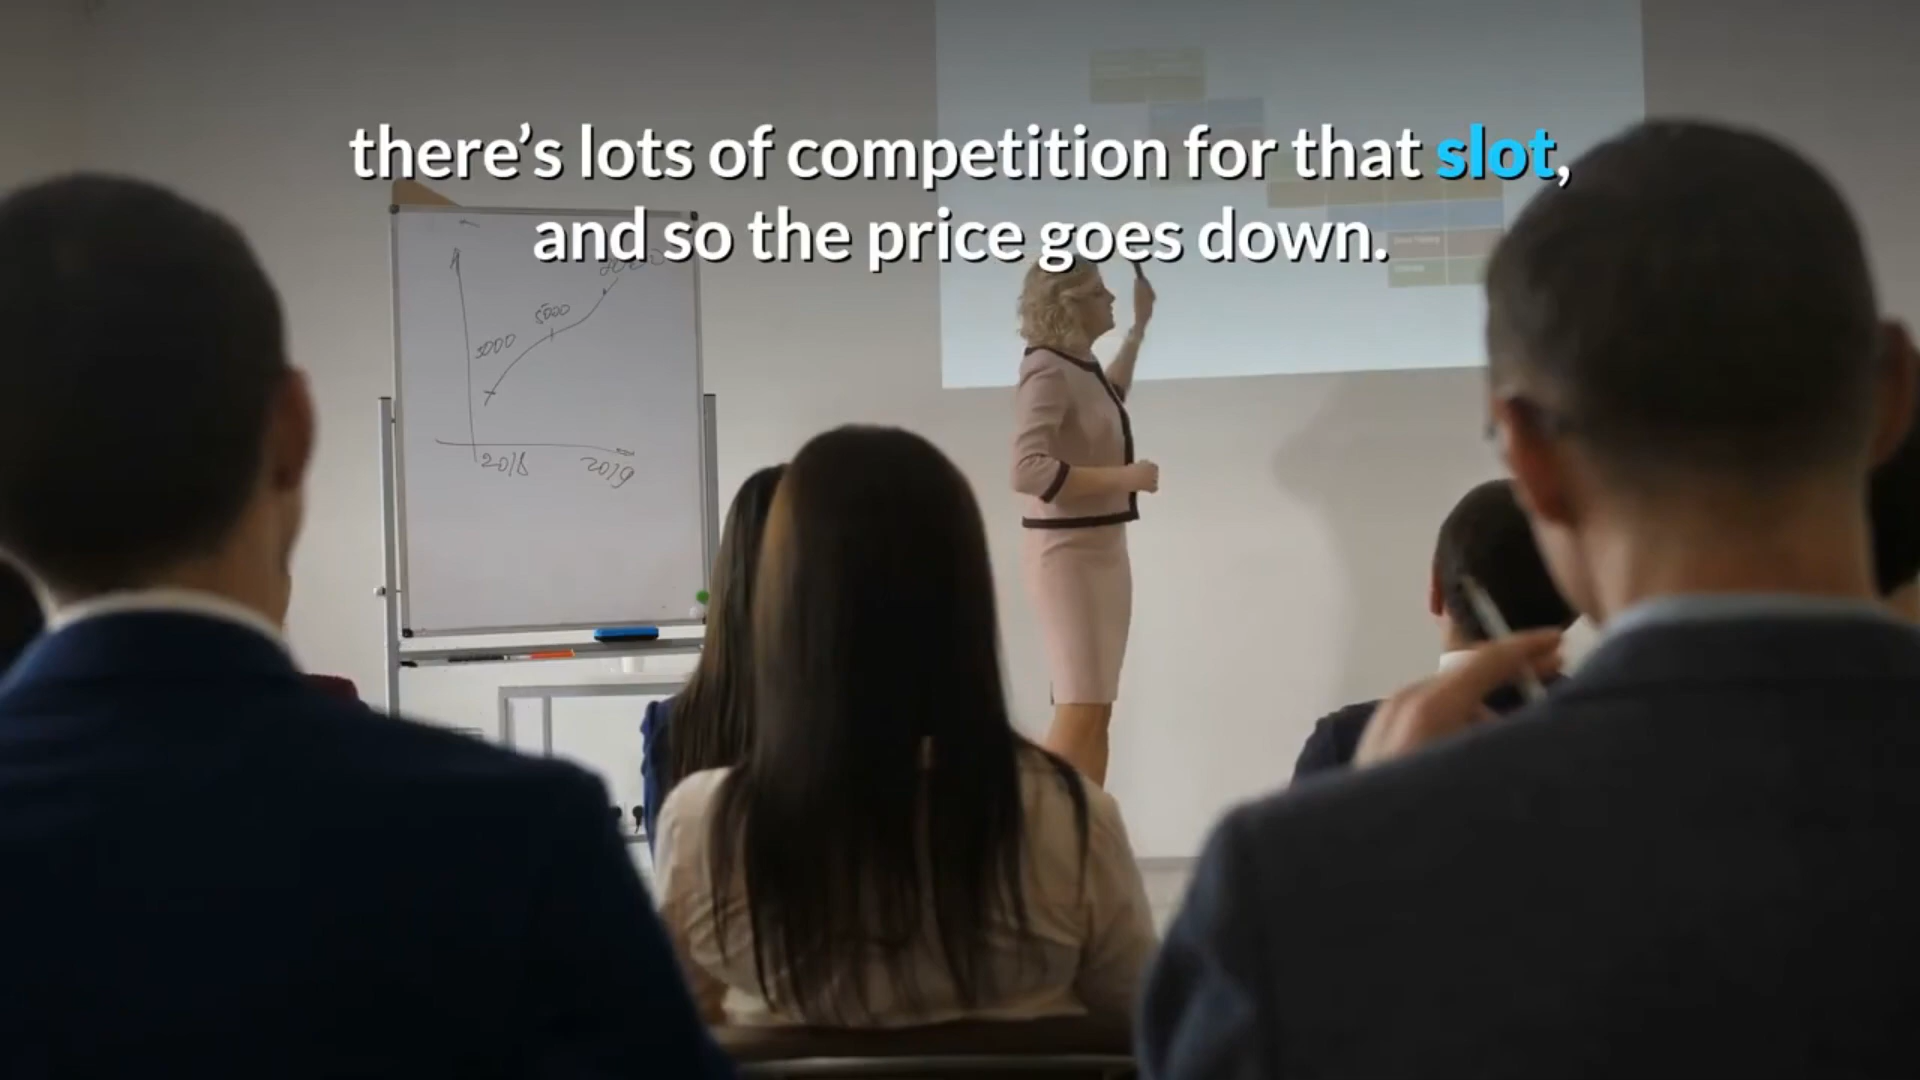 there's lots of competition for that slot,
and so the price goes down.
5000
3000
2018
2019